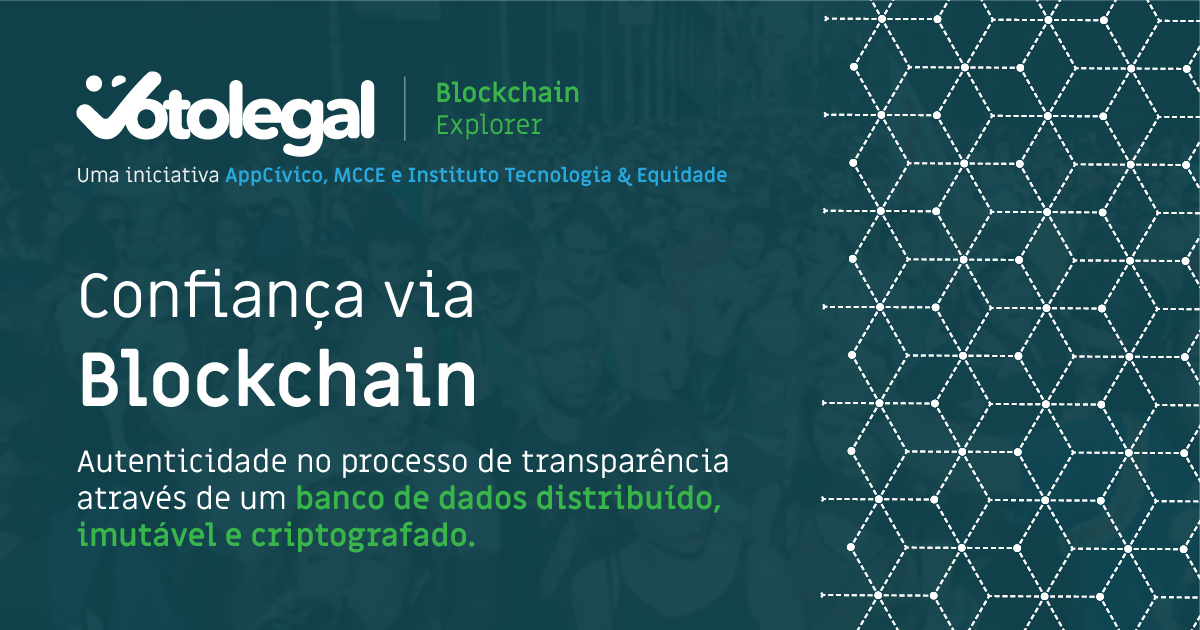 Votolegal
Blockchain
Explorer
Uma iniciativa AppCívico, MCCE e Instituto Tecnologia & Equidade
Confiança via
Blockchain
Autenticidade no processo de transparência
através de um banco de dados distribuído,
imutável e criptografado.